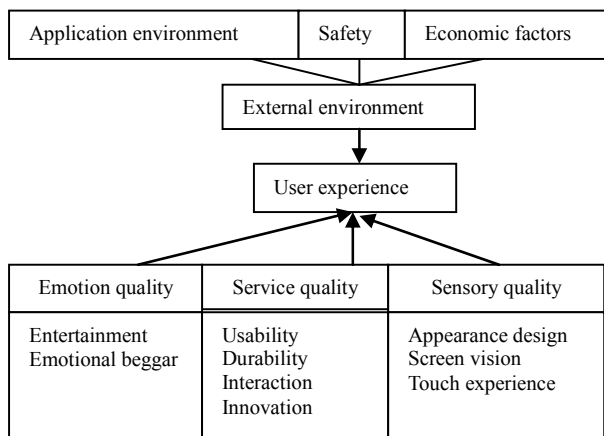 Application environment
Safety
Economic factors
External environment
User experience
Emotion quality
Service quality
Sensory quality
Entertainment
Emotional beggar
Usability
Durability
Interaction
Innovation
Appearance design
Screen vision
Touch experience